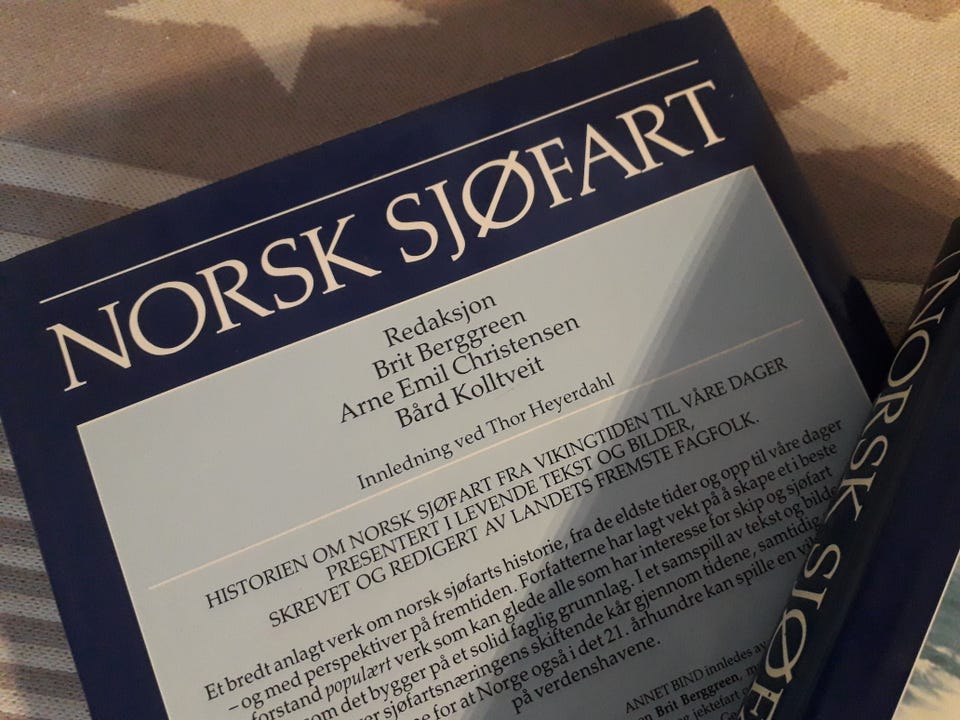 NORSK SJØFART
Redaksjon
Brit Berggreen
Arne Emil Christensen
Bård Kolltveit
Innledning ved Thor Heyerdahl
HISTORIEN OM NORSK SJØFART FRA VIKINGTIDEN TIL VÅRE DAGER
PRESENTERT I LEVENDE TEKST OG BILDER,
SKREVET OG REDIGERT AV LANDETS FREMSTE FAGFOLK.
Et bredt anlagt verk om norsk sjøfarts historie, fra de eldste tider og opp til våre dager
– og med perspektiver på fremtiden. Forfatterne har lagt vekt på å skape et i beste
forstand populært verk som kan glede alle som har interesse for skip og sjøfart
som det bygger på et solid faglig grunnlag. I et samspill av tekst og
sjøfartsnæringens skiftende kår gjennom tidene, samtidig
for at Norge også i det 21. århundre kan spille en
på verdenshavene.
ANNET BIND innledes av
Brit Berggreen,
jektefart
NORSK SJØ